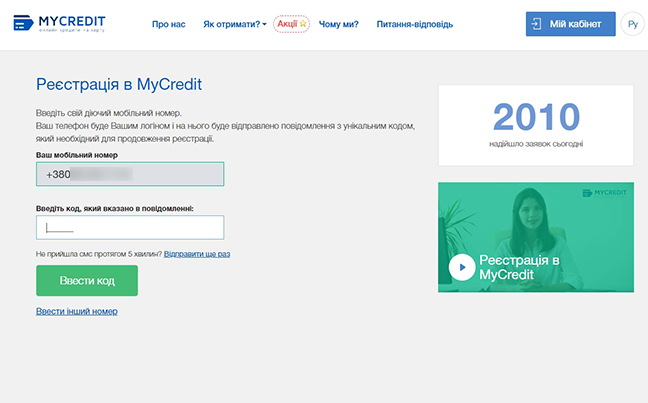 MYCREDIT
онлайн кредити на карту
Про нас
Як отримати?
Акції
Чому ми?
Питання-відповідь
Мій кабінет
Ру
Реєстрація в MyCredit
Введіть свій діючий мобільний номер.
Ваш телефон буде Вашим логіном і на нього буде відправлено повідомлення з унікальним кодом,
який необхідний для продовження реєстрації.
Ваш мобільний номер
+380
Введіть код, який вказано в повідомленні:
Не прийшла смс протягом 5 хвилин? Відправити ще раз
Ввести код
Ввести інший номер
2010
надійшло заявок сьогодні
MYCREDIT
Реєстрація в
MyCredit